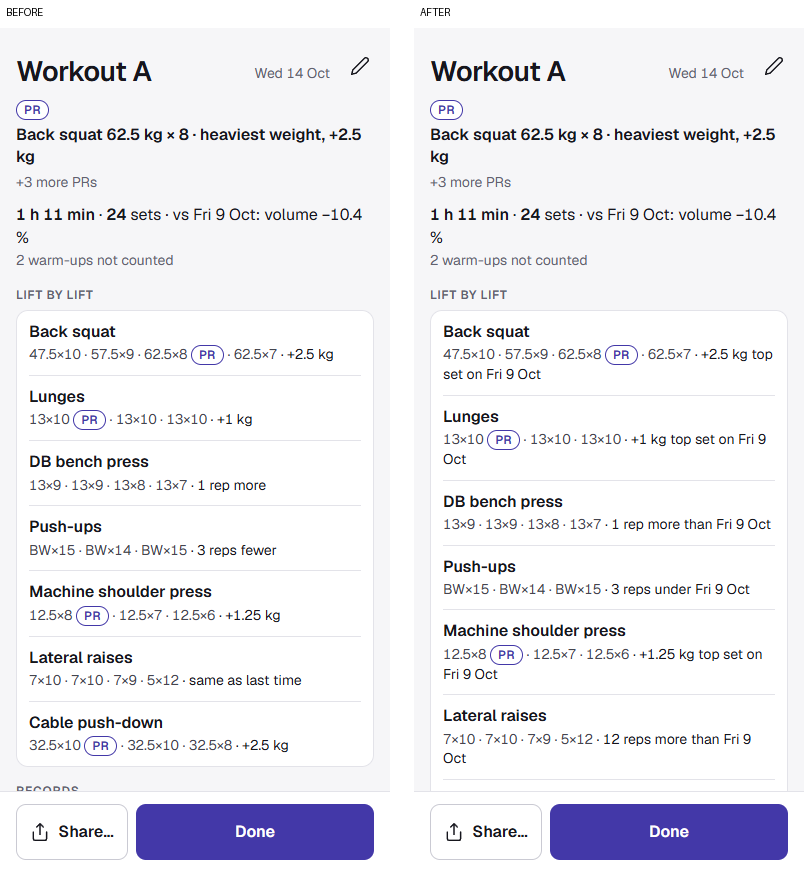 BEFORE
Workout A
Wed 14 Oct
PR
Back squat 62.5 kg × 8 · heaviest weight, +2.5
kg
+3 more PRs
1 h 11 min · 24 sets · vs Fri 9 Oct: volume −10.4
%
2 warm-ups not counted
LIFT BY LIFT
Back squat
47.5×10 · 57.5×9 · 62.5×8 PR · 62.5×7 · +2.5 kg
Lunges
13×10 PR · 13×10 · 13×10 · +1 kg
DB bench press
13×9 · 13×9 · 13×8 · 13×7 · 1 rep more
Push-ups
BW×15 · BW×14 · BW×15 · 3 reps fewer
Machine shoulder press
12.5×8 PR · 12.5×7 · 12.5×6 · +1.25 kg
Lateral raises
7×10 · 7×10 · 7×9 · 5×12 · same as last time
Cable push-down
32.5×10 PR · 32.5×10 · 32.5×8 · +2.5 kg
RECORDS
Share...
Done
AFTER
Workout A
Wed 14 Oct
PR
Back squat 62.5 kg × 8 · heaviest weight, +2.5
kg
+3 more PRs
1 h 11 min · 24 sets · vs Fri 9 Oct: volume −10.4
%
2 warm-ups not counted
LIFT BY LIFT
Back squat
47.5×10 · 57.5×9 · 62.5×8 PR · 62.5×7 · +2.5 kg top
set on Fri 9 Oct
Lunges
13×10 PR · 13×10 · 13×10 · +1 kg top set on Fri 9
Oct
DB bench press
13×9 · 13×9 · 13×8 · 13×7 · 1 rep more than Fri 9 Oct
Push-ups
BW×15 · BW×14 · BW×15 · 3 reps under Fri 9 Oct
Machine shoulder press
12.5×8 PR · 12.5×7 · 12.5×6 · +1.25 kg top set on
Fri 9 Oct
Lateral raises
7×10 · 7×10 · 7×9 · 5×12 · 12 reps more than Fri 9
Oct
Share...
Done